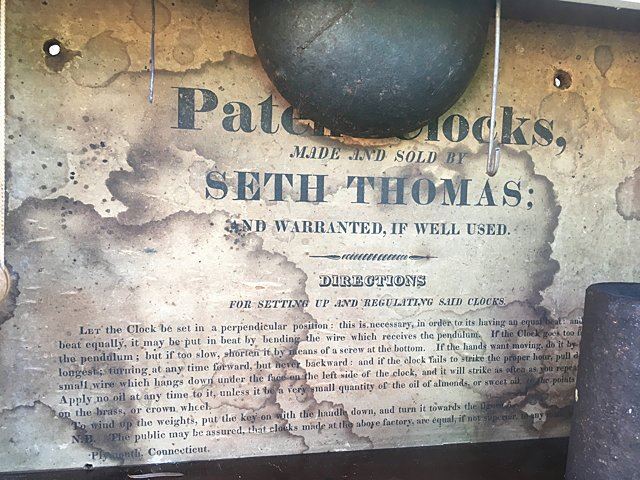 Patent Clocks,
MADE AND SOLD BY
SETH THOMAS;
AND WARRANTED, IF WELL USED.
DIRECTIONS
FOR SETTING UP AND REGULATING SAID CLOCKS
LET the Clock be set in a perpendicular position: this is necessary, in order to its having an equal beat: and
beat equally, it may be put in beat by bending the wire which receives the pendulum. If the Clock goes too
the pendulum; but if too slow, shorten it by means of a screw at the bottom. If the hands want moving, do it by
longest; turning at any time forward, but never backward: and if the clock fails to strike the proper hour, pull
small wire which hangs down under the face on the left side of the clock, and it will strike as often as you repeat
Apply no oil at any time to it, unless it be a very small quantity of the oil of almonds, or sweet oil, to the points
on the brass, or crown wheel.
To wind up the weights, put the key on with the handle down, and turn it towards the
N.B. The public may be assured, that clocks made at the above factory, are equal, if not superior, to any
Plymouth, Connecticut.